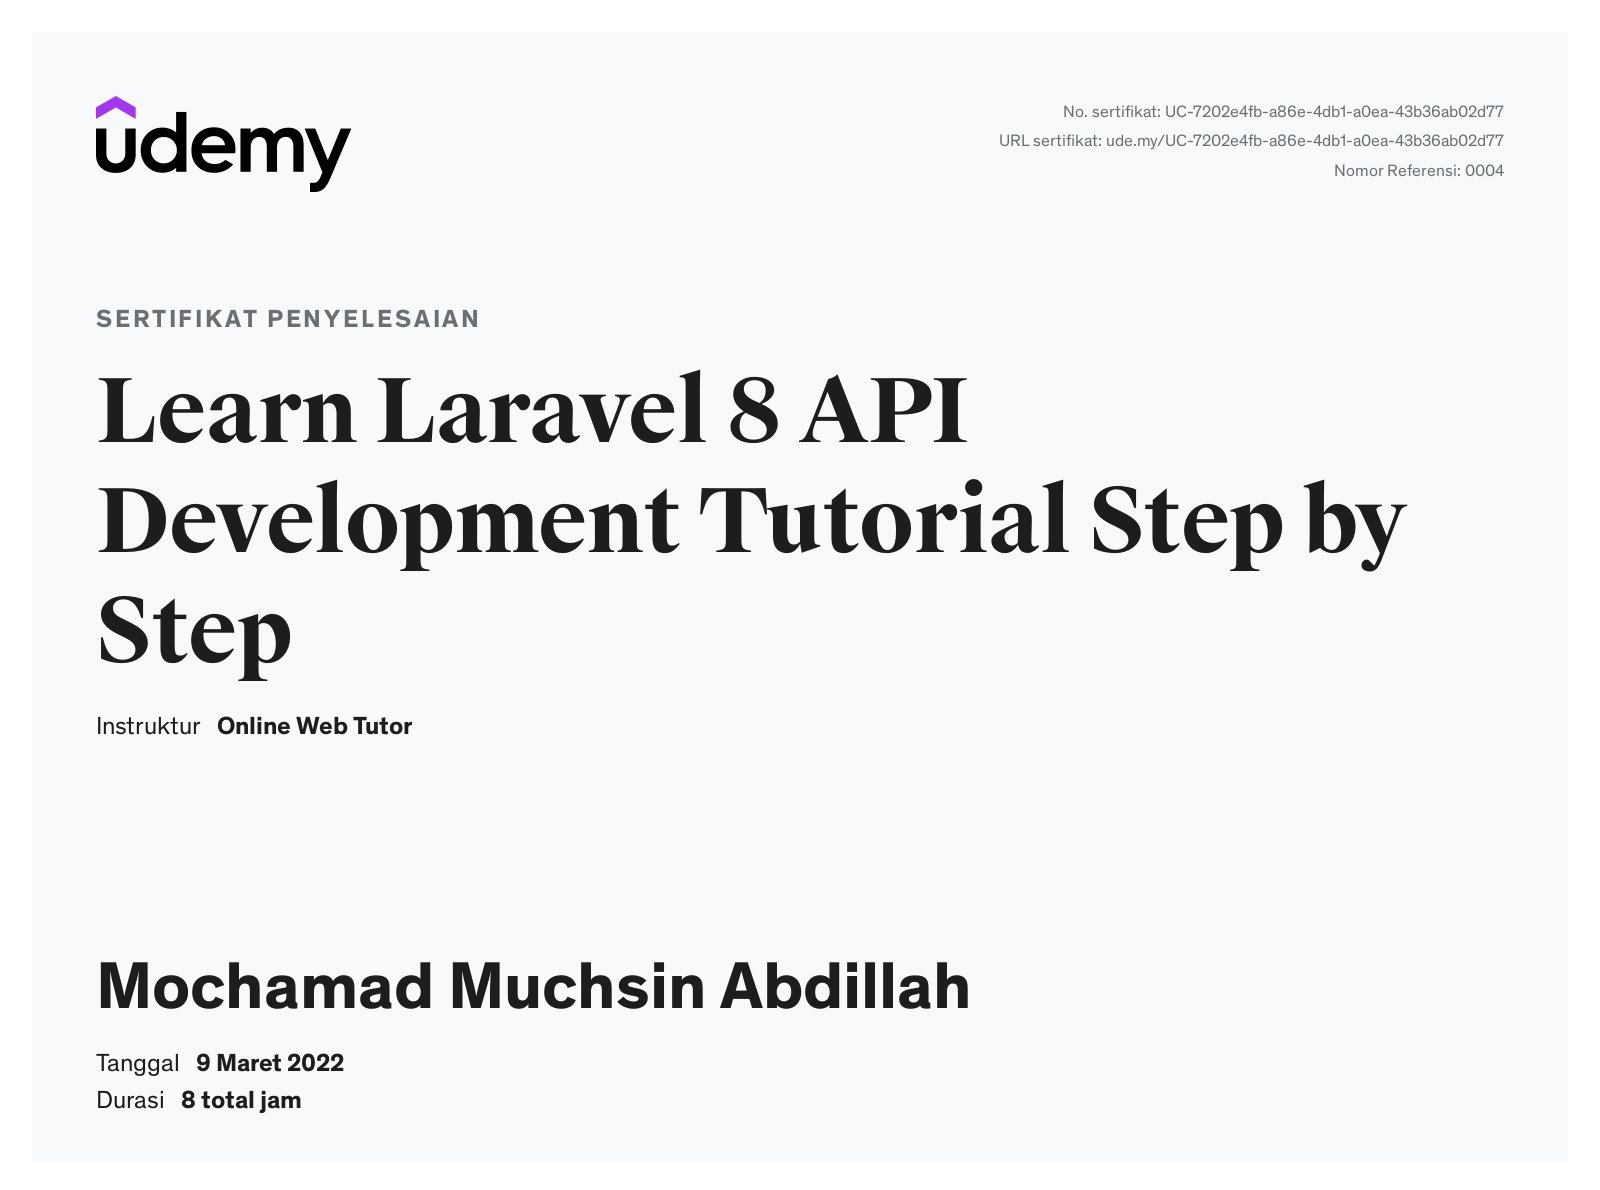 udemy
No. sertifikat: UC-7202e4fb-a86e-4db1-a0ea-43b36ab02d77
URL sertifikat: ude.my/UC-7202e4fb-a86e-4db1-a0ea-43b36ab02d77
Nomor Referensi: 0004
SERTIFIKAT PENYELESAIAN
Learn Laravel 8 API
Development Tutorial Step by
Step
Instruktur Online Web Tutor
Mochamad Muchsin Abdillah
Tanggal 9 Maret 2022
Durasi 8 total jam